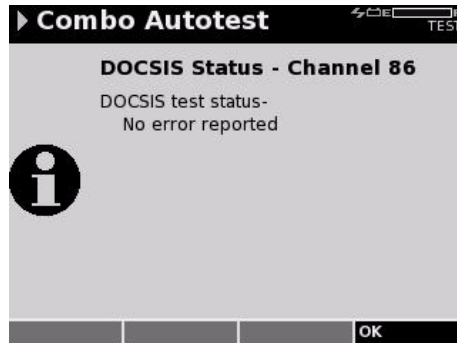 Combo Autotest
E
TEST
DOCSIS Status - Channel 86
DOCSIS test status-
No error reported
OK